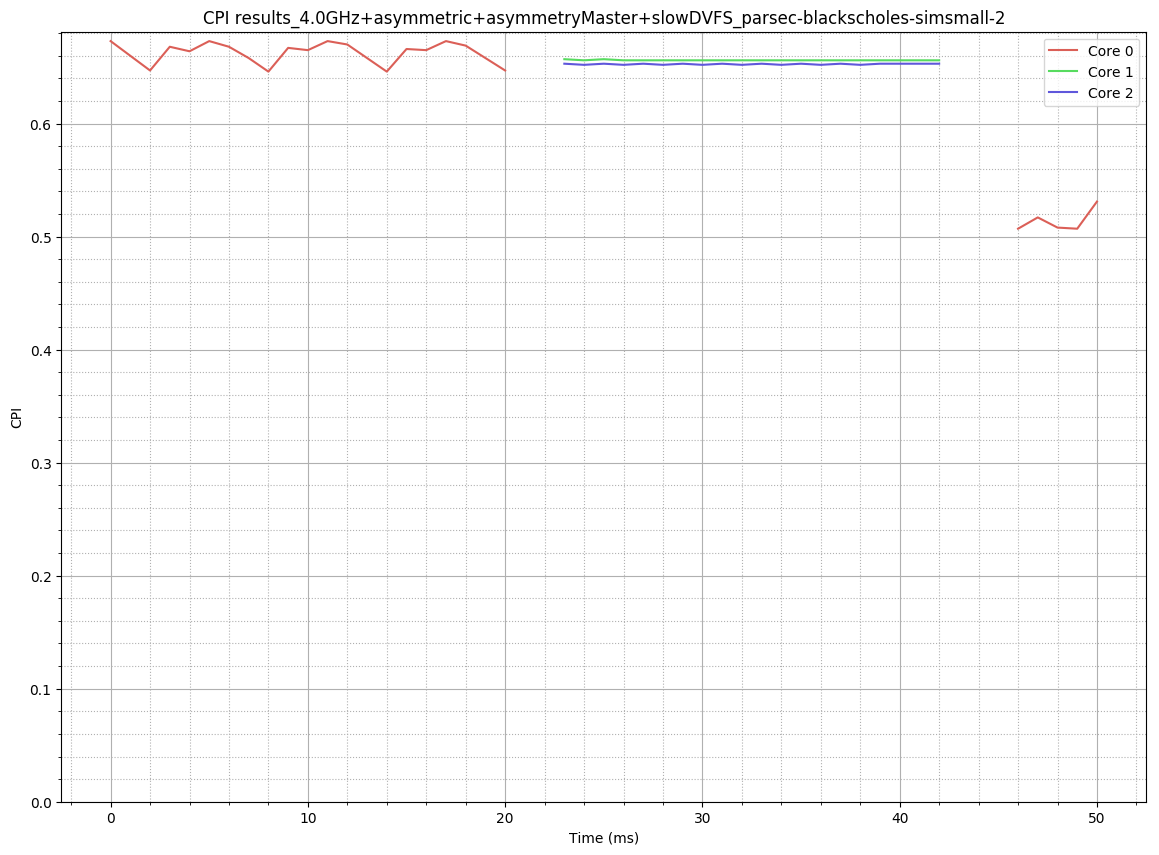 CPI results_4.0GHz+asymmetric+asymmetryMaster+slowDVFS_parsec-blackscholes-simsmall-2
Core 0
Core 1
Core 2
CPI
0.6
0.5
0.4
0.3
0.2
0.1
0.0
0 10 20 30 40 50
Time (ms)